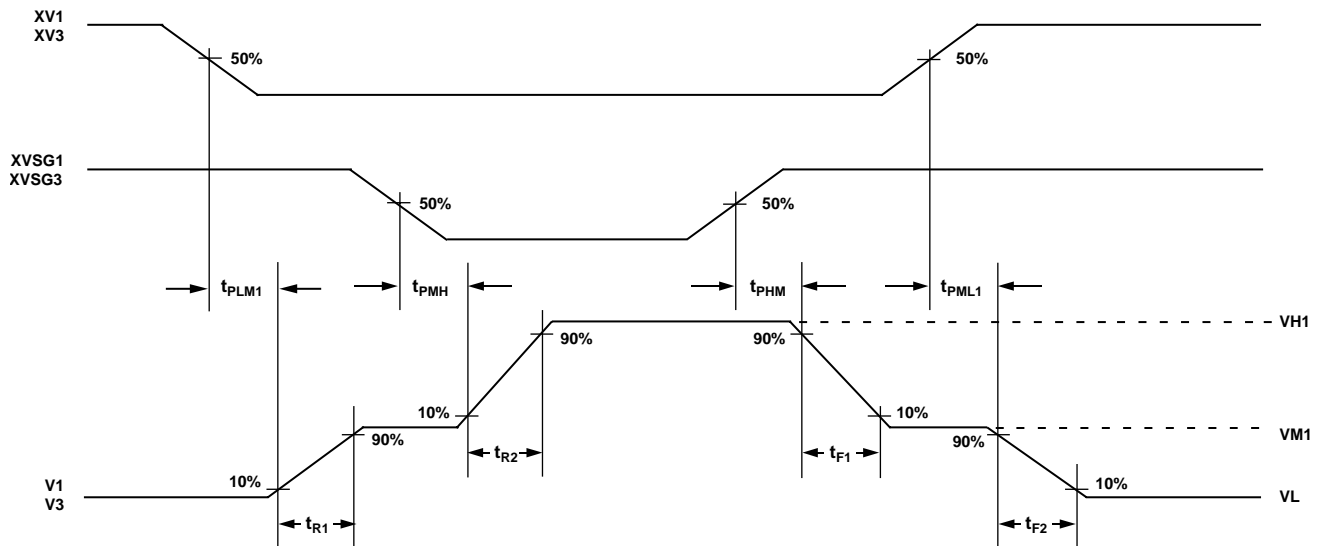 XV1
XV3
50%
50%
XVSG1
XVSG3
50%
50%
tPLM1
tPMH
tPHM
tPML1
VH1
90%
90%
10%
10%
VM1
90%
90%
tR2
tF1
V1
V3
10%
10%
VL
tR1
tF2